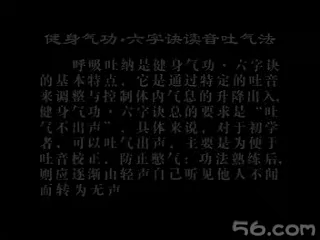 健身气功·六字诀读音吐气法
呼吸吐纳是健身气功·六字诀
的基本特点，它是通过特定的吐音
来调整与控制体内气息的升降出入，
健身气功·六字诀总的要求是“吐
气不出声”。具体来说，对于初学
者，可以吐气出声，主要是为便于
吐音校正，防止憋气；功法熟练后，
则应逐渐由轻声自己听见他人不闻
而转为无声
56.com